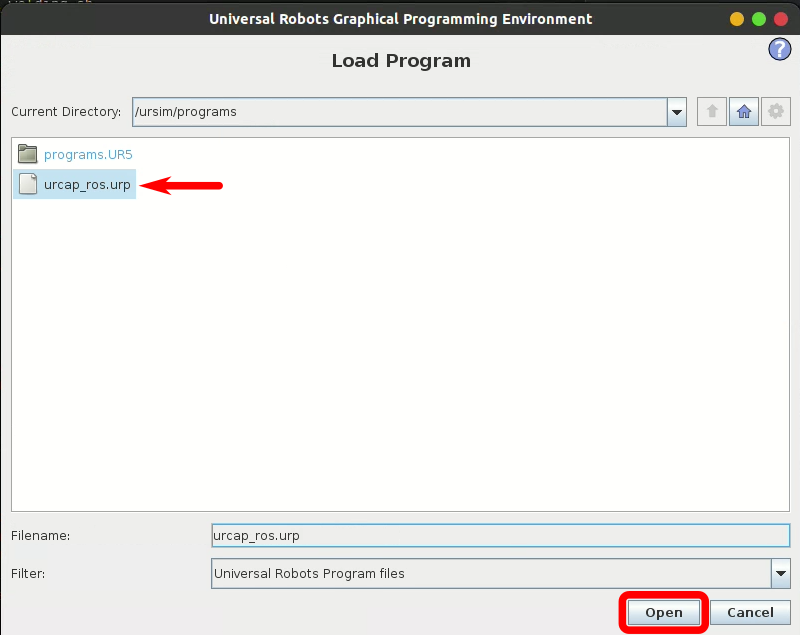 Universal Robots Graphical Programming Environment
Load Program
?
Current Directory: /ursim/programs
programs.UR5
urcap_ros.urp
Filename: urcap_ros.urp
Filter: Universal Robots Program files
Open Cancel